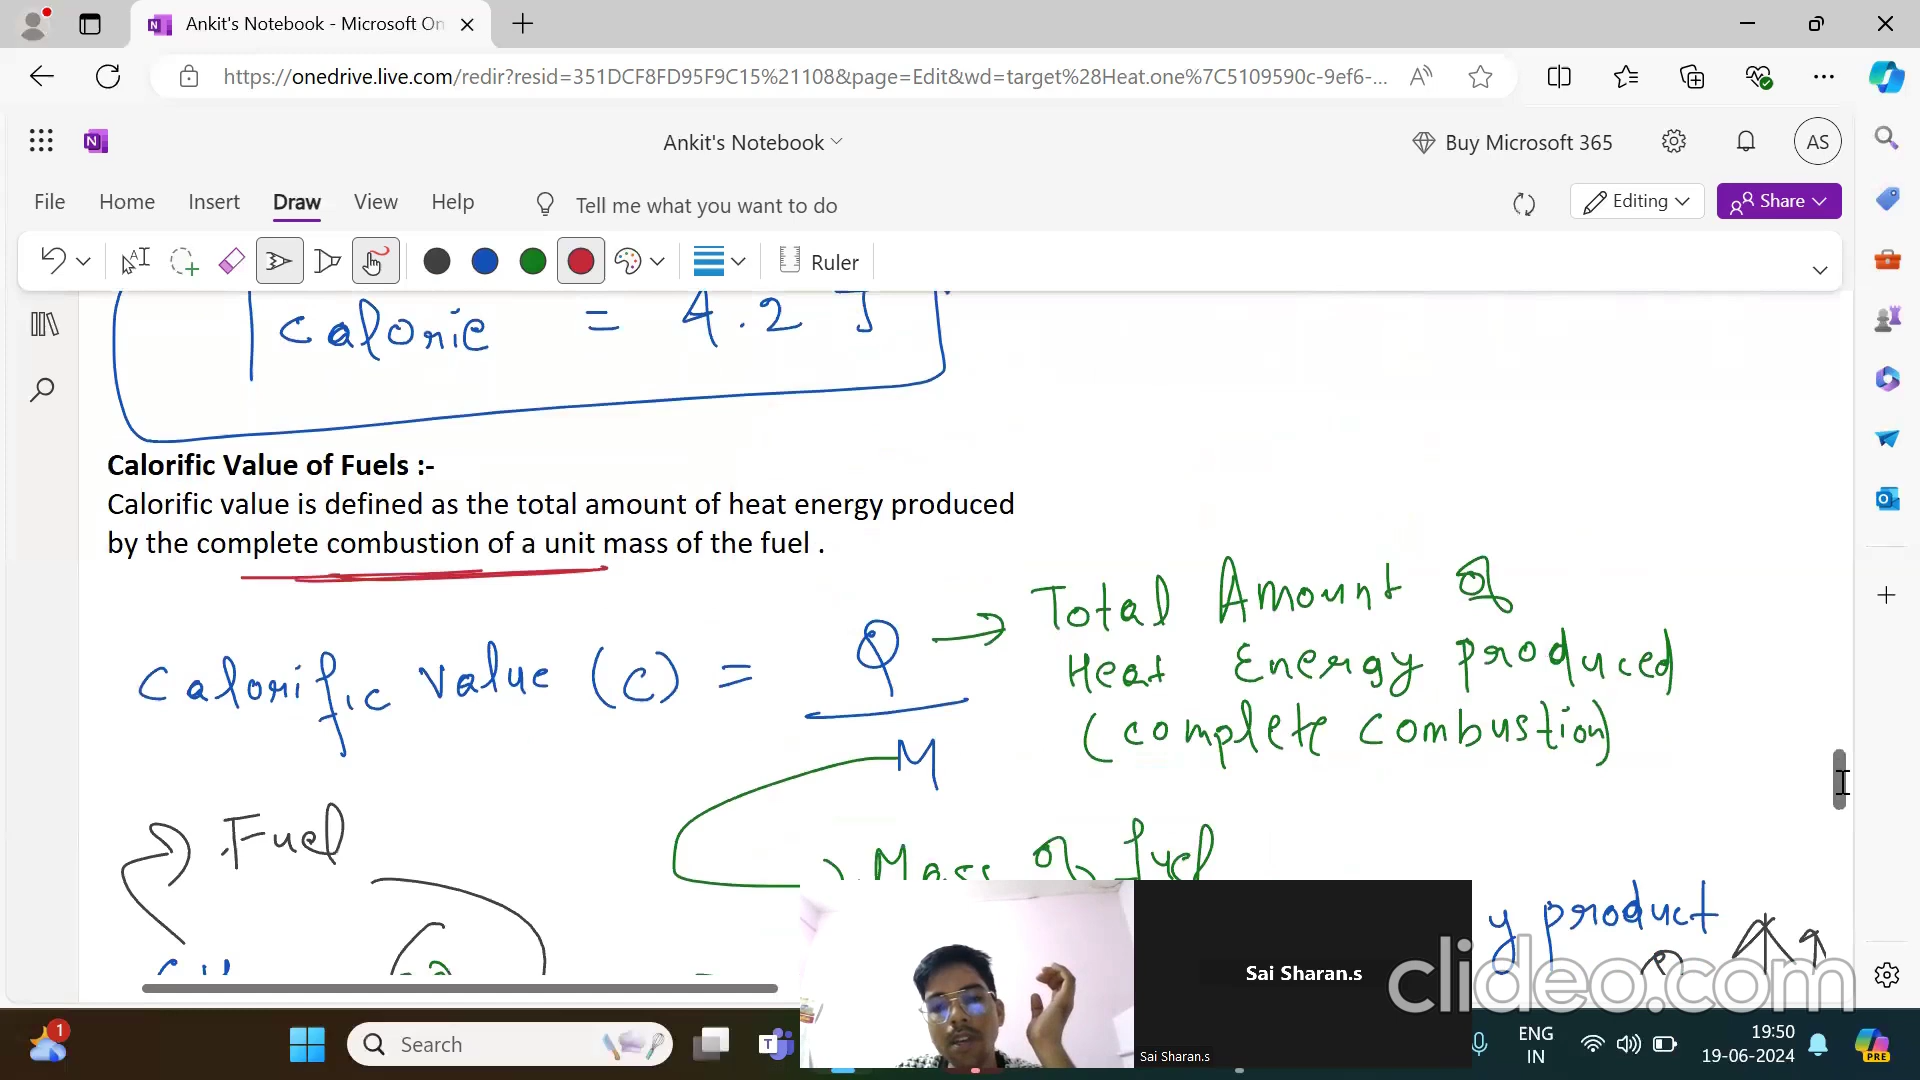 Ankit's Notebook - Microsoft On
https://onedrive.live.com/redir?resid=351DCF8FD95F9C15%21108&page=Edit&wd=target%28Heat.one%7C5109590c-9ef6-...
Ankit's Notebook
Buy Microsoft 365
AS
File Home Insert Draw View Help Tell me what you want to do
Editing Share
Ruler
1 calorie = 4.2 J
Calorific Value of Fuels :-
Calorific value is defined as the total amount of heat energy produced
by the complete combustion of a unit mass of the fuel .
Calorific value (c) = Q / M
Total Amount of
Heat Energy produced
(complete combustion)
Fuel
Mass of fuel
y product
Sai Sharan.s
Sai Sharan.s
clideo.com
1
Search
ENG
IN
19:50
19-06-2024
PRE